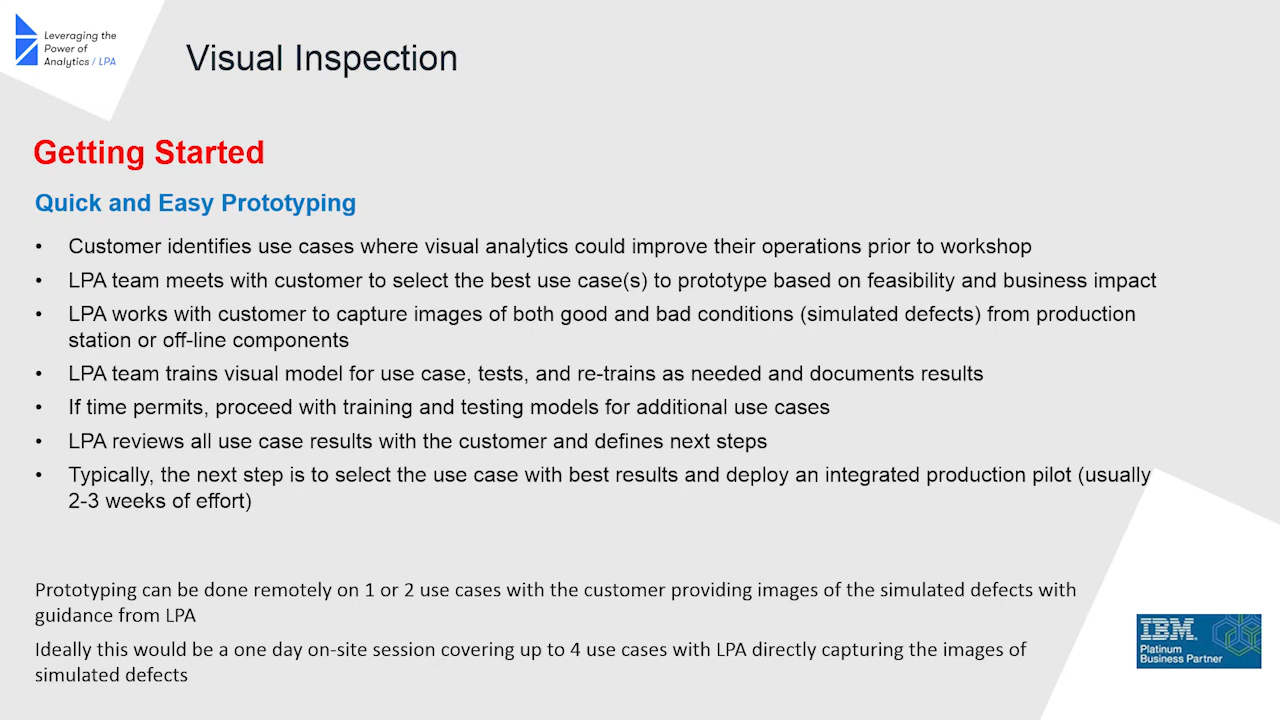 Leveraging the
Power of
Analytics / LPA
Visual Inspection
Getting Started
Quick and Easy Prototyping
• Customer identifies use cases where visual analytics could improve their operations prior to workshop
• LPA team meets with customer to select the best use case(s) to prototype based on feasibility and business impact
• LPA works with customer to capture images of both good and bad conditions (simulated defects) from production
station or off-line components
• LPA team trains visual model for use case, tests, and re-trains as needed and documents results
• If time permits, proceed with training and testing models for additional use cases
• LPA reviews all use case results with the customer and defines next steps
• Typically, the next step is to select the use case with best results and deploy an integrated production pilot (usually
2-3 weeks of effort)
Prototyping can be done remotely on 1 or 2 use cases with the customer providing images of the simulated defects with
guidance from LPA
Ideally this would be a one day on-site session covering up to 4 use cases with LPA directly capturing the images of
simulated defects
IBM
Platinum
Business Partner